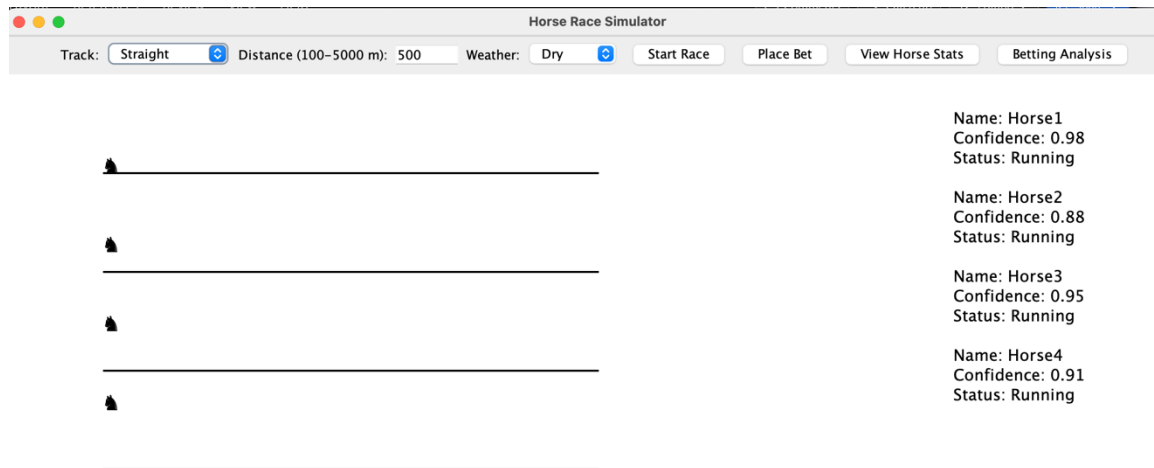 Horse Race Simulator
Track: Straight Distance (100-5000 m): 500 Weather: Dry Start Race Place Bet View Horse Stats Betting Analysis
Name: Horse1
Confidence: 0.98
Status: Running
Name: Horse2
Confidence: 0.88
Status: Running
Name: Horse3
Confidence: 0.95
Status: Running
Name: Horse4
Confidence: 0.91
Status: Running